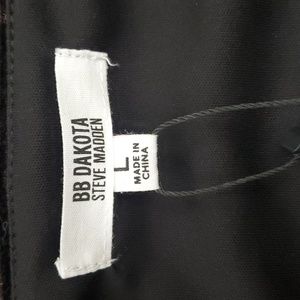 BB DAKOTA
STEVE MADDEN
L
MADE IN
CHINA